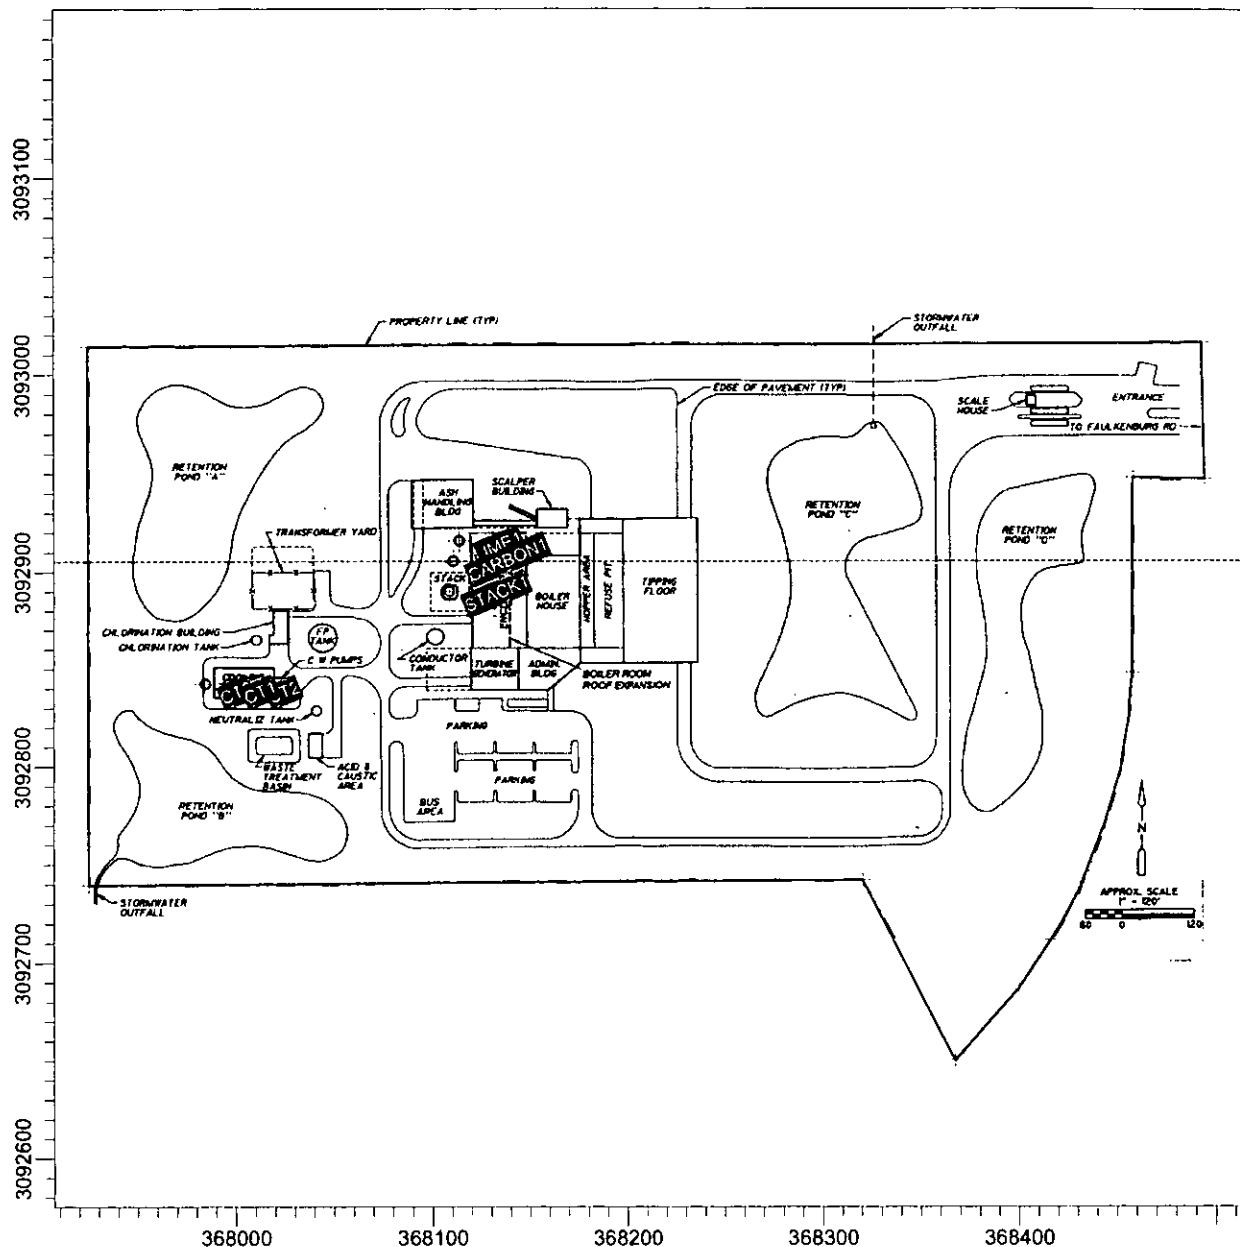 3093100
3093000
3092900
3092800
3092700
3092600
368000
368100
368200
368300
368400
PROPERTY LINE (TYP)
STORMWATER
OUTFALL
EDGE OF PAVEMENT (TYP)
SCALE
HOUSE
ENTRANCE
TO FAULKENBURG RD
RETENTION
POND "A"
ASH
HANDLING
BLDG
SCALPER
BUILDING
RETENTION
POND "C"
RETENTION
POND "D"
TRANSFORMER YARD
LIME1
CARBON1
STACK1
STACK
BOILER
HOUSE
HOPPER AREA
REFUSE PIT
TIPPING
FLOOR
CHLORINATION BUILDING
CHLORINATION TANK
FP
TANK
C W PUMPS
CONDUCTOR
TANK
TURBINE
GENERATOR
ADMIN.
BLDG
BOILER ROOM
ROOF EXPANSION
NEUTRALIZ TANK
PARKING
WASTE
TREATMENT
BASIN
ACID &
CAUSTIC
AREA
PARKING
BUS
AREA
RETENTION
POND "B"
STORMWATER
OUTFALL
N
APPROX. SCALE
1" = 120'
60 0 120